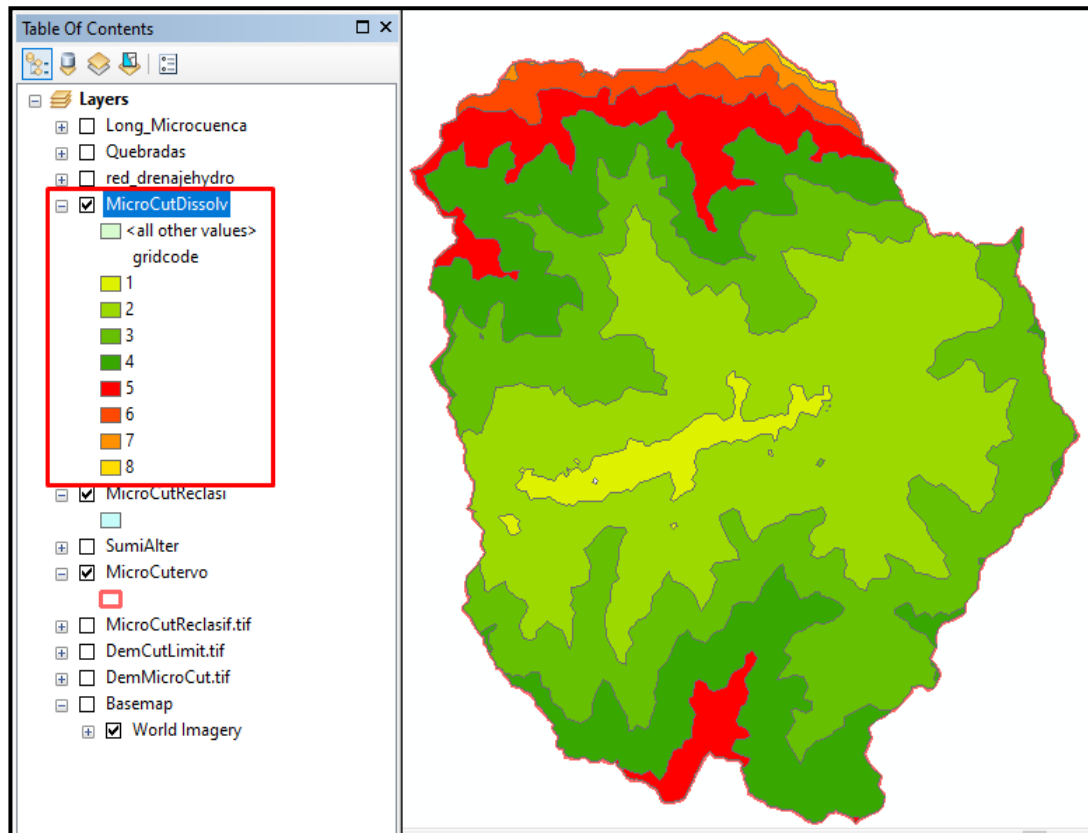 Table Of Contents
Layers
Long_Microcuenca
Quebradas
red_drenajehydro
MicroCutDissolv
<all other values>
gridcode
1
2
3
4
5
6
7
8
MicroCutReclasi
SumiAlter
MicroCutervo
MicroCutReclasif.tif
DemCutLimit.tif
DemMicroCut.tif
Basemap
World Imagery